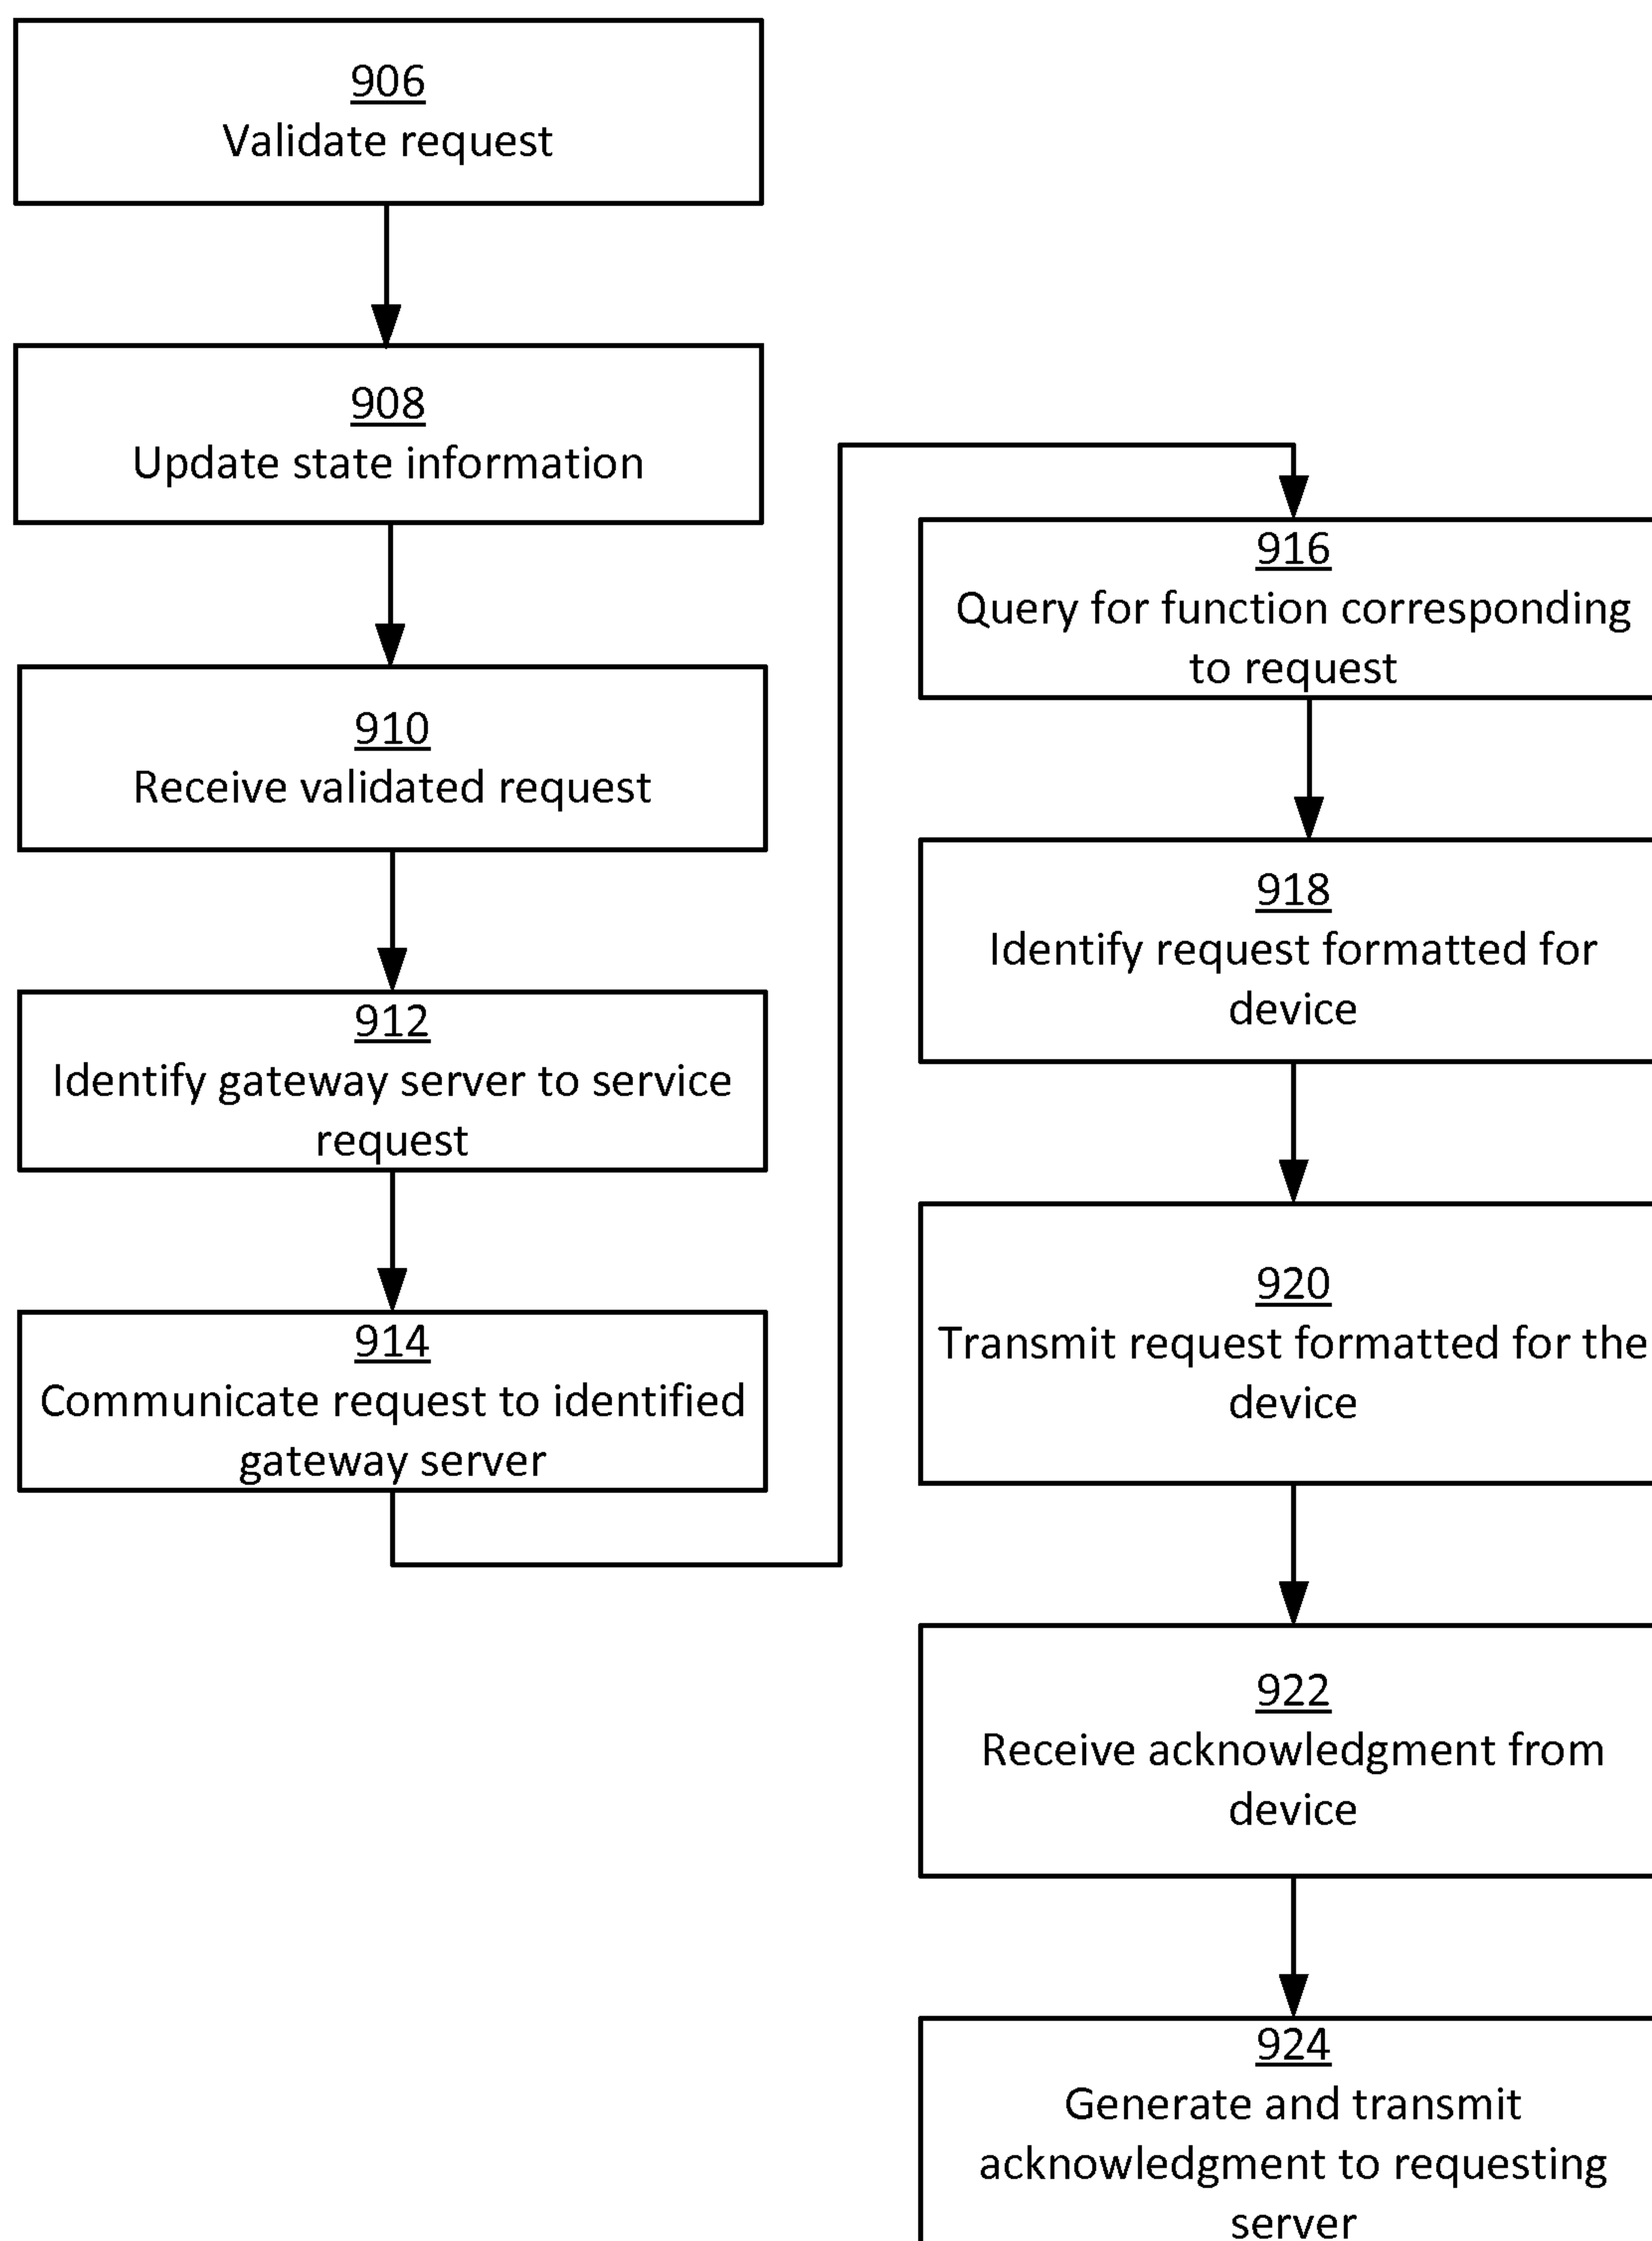 906
Validate request
908
Update state information
910
Receive validated request
912
Identify gateway server to service
request
914
Communicate request to identified
gateway server
916
Query for function corresponding
to request
918
Identify request formatted for
device
920
Transmit request formatted for the
device
922
Receive acknowledgment from
device
924
Generate and transmit
acknowledgment to requesting
server